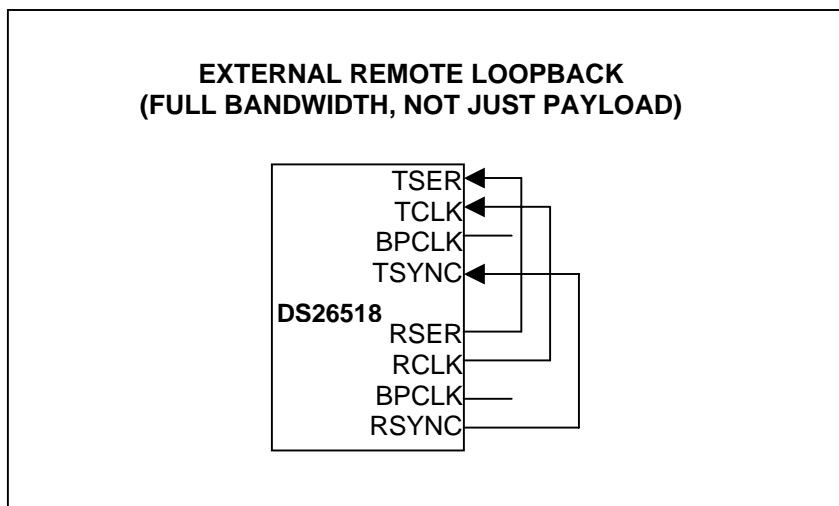 EXTERNAL REMOTE LOOPBACK
(FULL BANDWIDTH, NOT JUST PAYLOAD)
TSER
TCLK
BPCLK
TSYNC
DS26518
RSER
RCLK
BPCLK
RSYNC